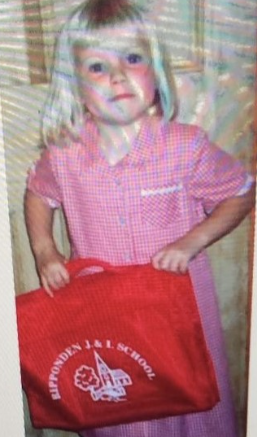 RIPPONDEN J. & I. SCHOOL